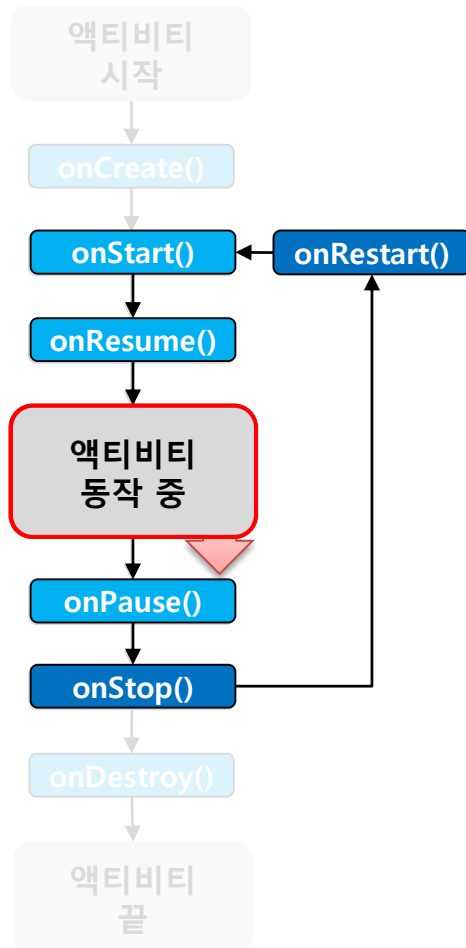 액티비티
시작
onCreate()
onStart()
onRestart()
onResume()
액티비티
동작 중
onPause()
onStop()
onDestroy()
액티비티
끝